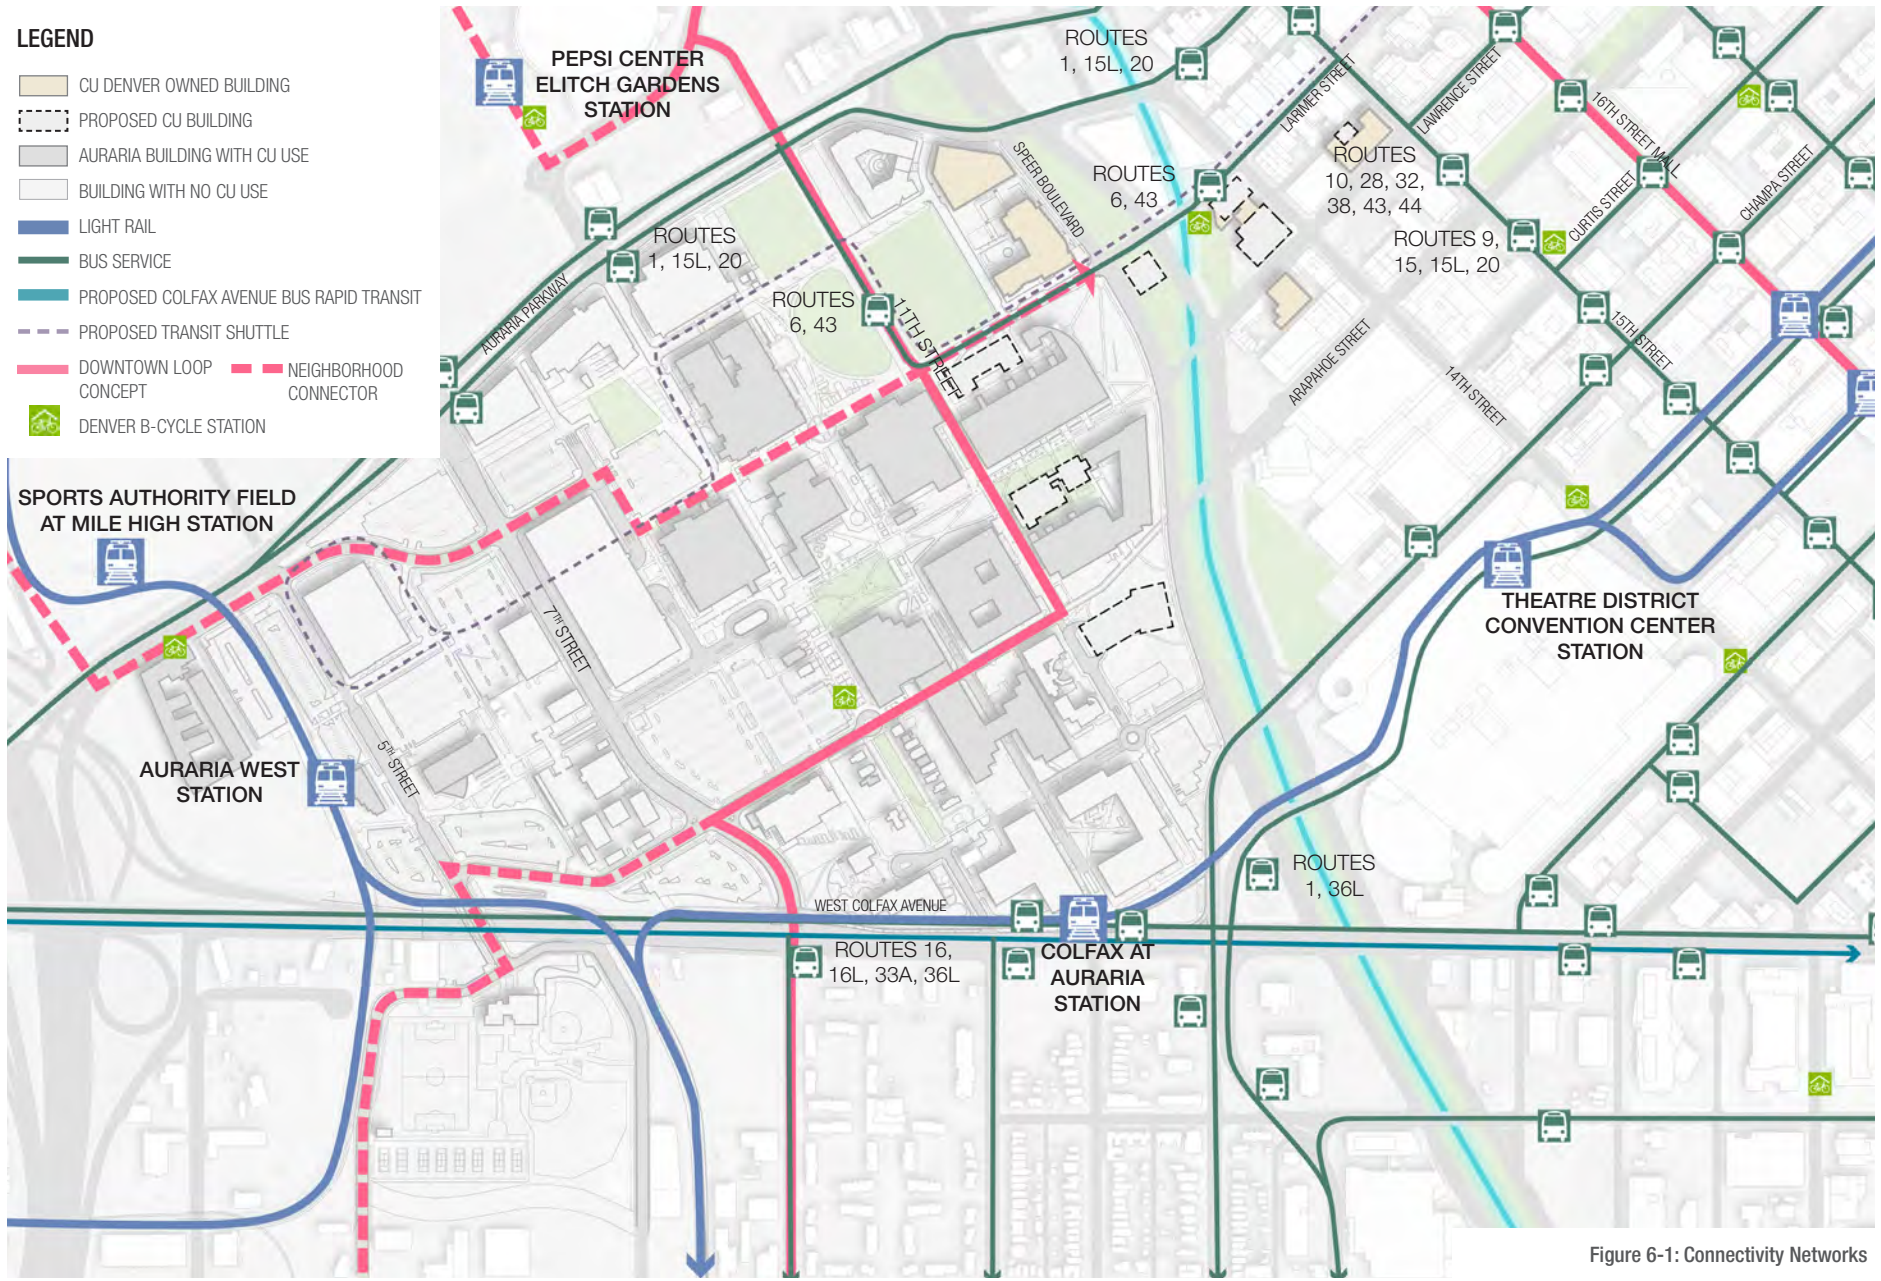 LEGEND
CU DENVER OWNED BUILDING
PROPOSED CU BUILDING
AURARIA BUILDING WITH CU USE
BUILDING WITH NO CU USE
LIGHT RAIL
BUS SERVICE
PROPOSED COLFAX AVENUE BUS RAPID TRANSIT
PROPOSED TRANSIT SHUTTLE
DOWNTOWN LOOP
CONCEPT
NEIGHBORHOOD
CONNECTOR
DENVER B-CYCLE STATION
PEPSI CENTER
ELITCH GARDENS
STATION
ROUTES
1, 15L, 20
LARIMER STREET
LAWRENCE STREET
16TH STREET MALL
SPEER BOULEVARD
ROUTES
6, 43
ROUTES
10, 28, 32,
38, 43, 44
CURTIS STREET
CHAMPA STREET
ROUTES 9,
15, 15L, 20
ROUTES
1, 15L, 20
AURARIA PARKWAY
ROUTES
6, 43
11TH STREET
ARAPAHOE STREET
14TH STREET
15TH STREET
SPORTS AUTHORITY FIELD
AT MILE HIGH STATION
7TH STREET
THEATRE DISTRICT
CONVENTION CENTER
STATION
5TH STREET
AURARIA WEST
STATION
ROUTES
1, 36L
WEST COLFAX AVENUE
ROUTES 16,
16L, 33A, 36L
COLFAX AT
AURARIA
STATION
Figure 6-1: Connectivity Networks